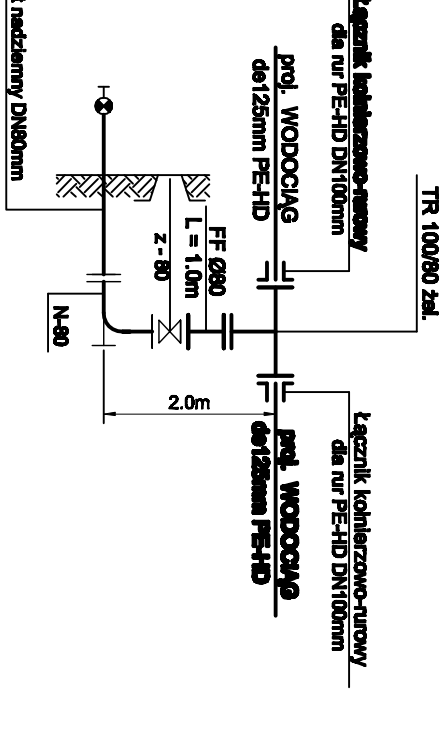 TR 100/80 żel.
Łącznik kołnierzowo-rurowy
dla rur PE-HD DN100mm
Łącznik kołnierzowo-rurowy
dla rur PE-HD DN100mm
proj. WODOCIĄG
de125mm PE-HD
proj. WODOCIĄG
de125mm PE-HD
FF Ø80
L = 1.0m
z - 80
2.0m
N-80
nadziemny DN80mm